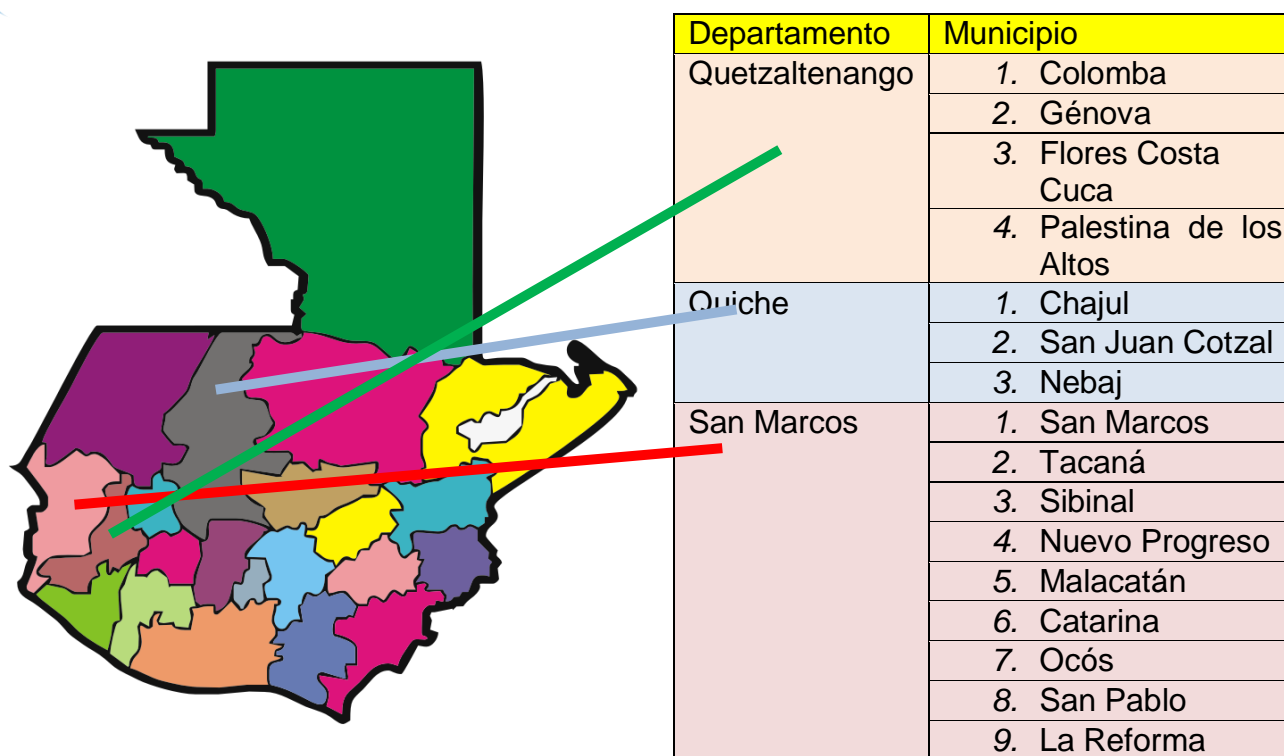 Departamento Municipio
Quetzaltenango 1. Colomba
2. Génova
3. Flores Costa
Cuca
4. Palestina de los
Altos
Quiche 1. Chajul
2. San Juan Cotzal
3. Nebaj
San Marcos 1. San Marcos
2. Tacaná
3. Sibinal
4. Nuevo Progreso
5. Malacatán
6. Catarina
7. Ocós
8. San Pablo
9. La Reforma